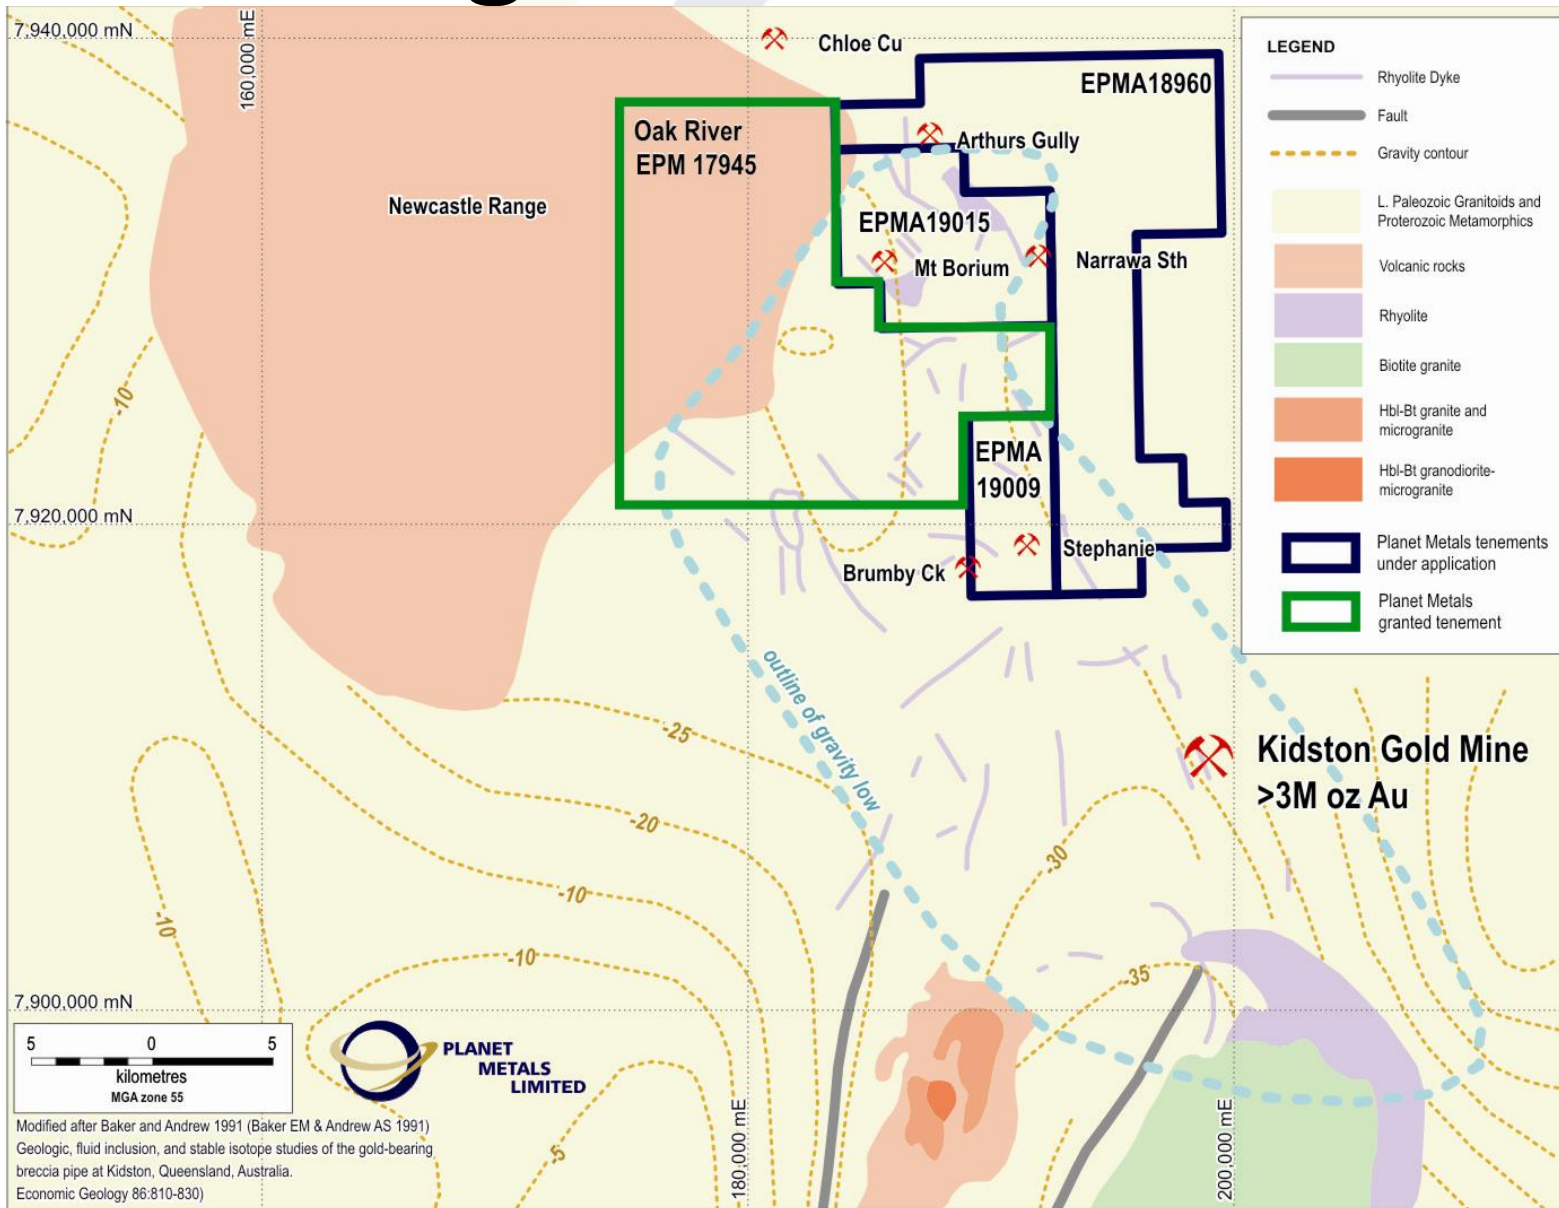 g
7,940,000 mN
160,000 mE
Chloe Cu
EPMA18960
Oak River
EPM 17945
Arthurs Gully
Newcastle Range
EPMA19015
Mt Borium
Narrawa Sth
-10
EPMA
19009
7,920,000 mN
Stephanie
Brumby Ck
outline of gravity low
-25
Kidston Gold Mine
>3M oz Au
-20
-30
-10
-10
-10
-35
7,900,000 mN
5 0 5
kilometres
MGA zone 55
PLANET
METALS
LIMITED
180,000 mE
200,000 mE
-5
Modified after Baker and Andrew 1991 (Baker EM & Andrew AS 1991)
Geologic, fluid inclusion, and stable isotope studies of the gold-bearing
breccia pipe at Kidston, Queensland, Australia.
Economic Geology 86:810-830)
LEGEND
Rhyolite Dyke
Fault
Gravity contour
L. Paleozoic Granitoids and
Proterozoic Metamorphics
Volcanic rocks
Rhyolite
Biotite granite
Hbl-Bt granite and
microgranite
Hbl-Bt granodiorite-
microgranite
Planet Metals tenements
under application
Planet Metals
granted tenement